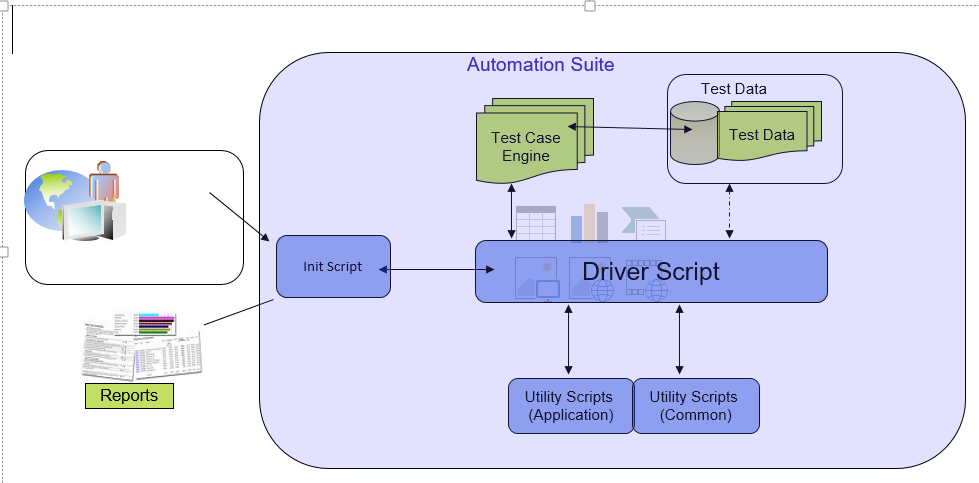 Automation Suite
Test Data
Test Case
Engine
Test Data
Init Script
Driver Script
Reports
Utility Scripts
(Application)
Utility Scripts
(Common)